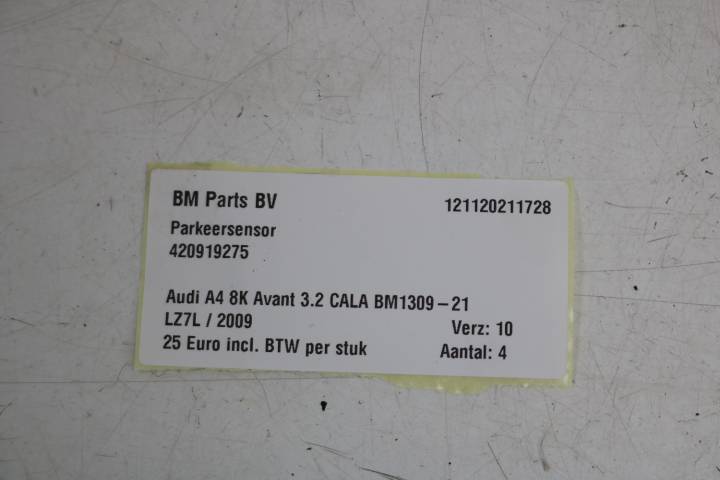 BM Parts BV 121120211728
Parkeersensor
420919275
Audi A4 8K Avant 3.2 CALA BM1309-21
LZ7L / 2009 Verz: 10
25 Euro incl. BTW per stuk Aantal: 4